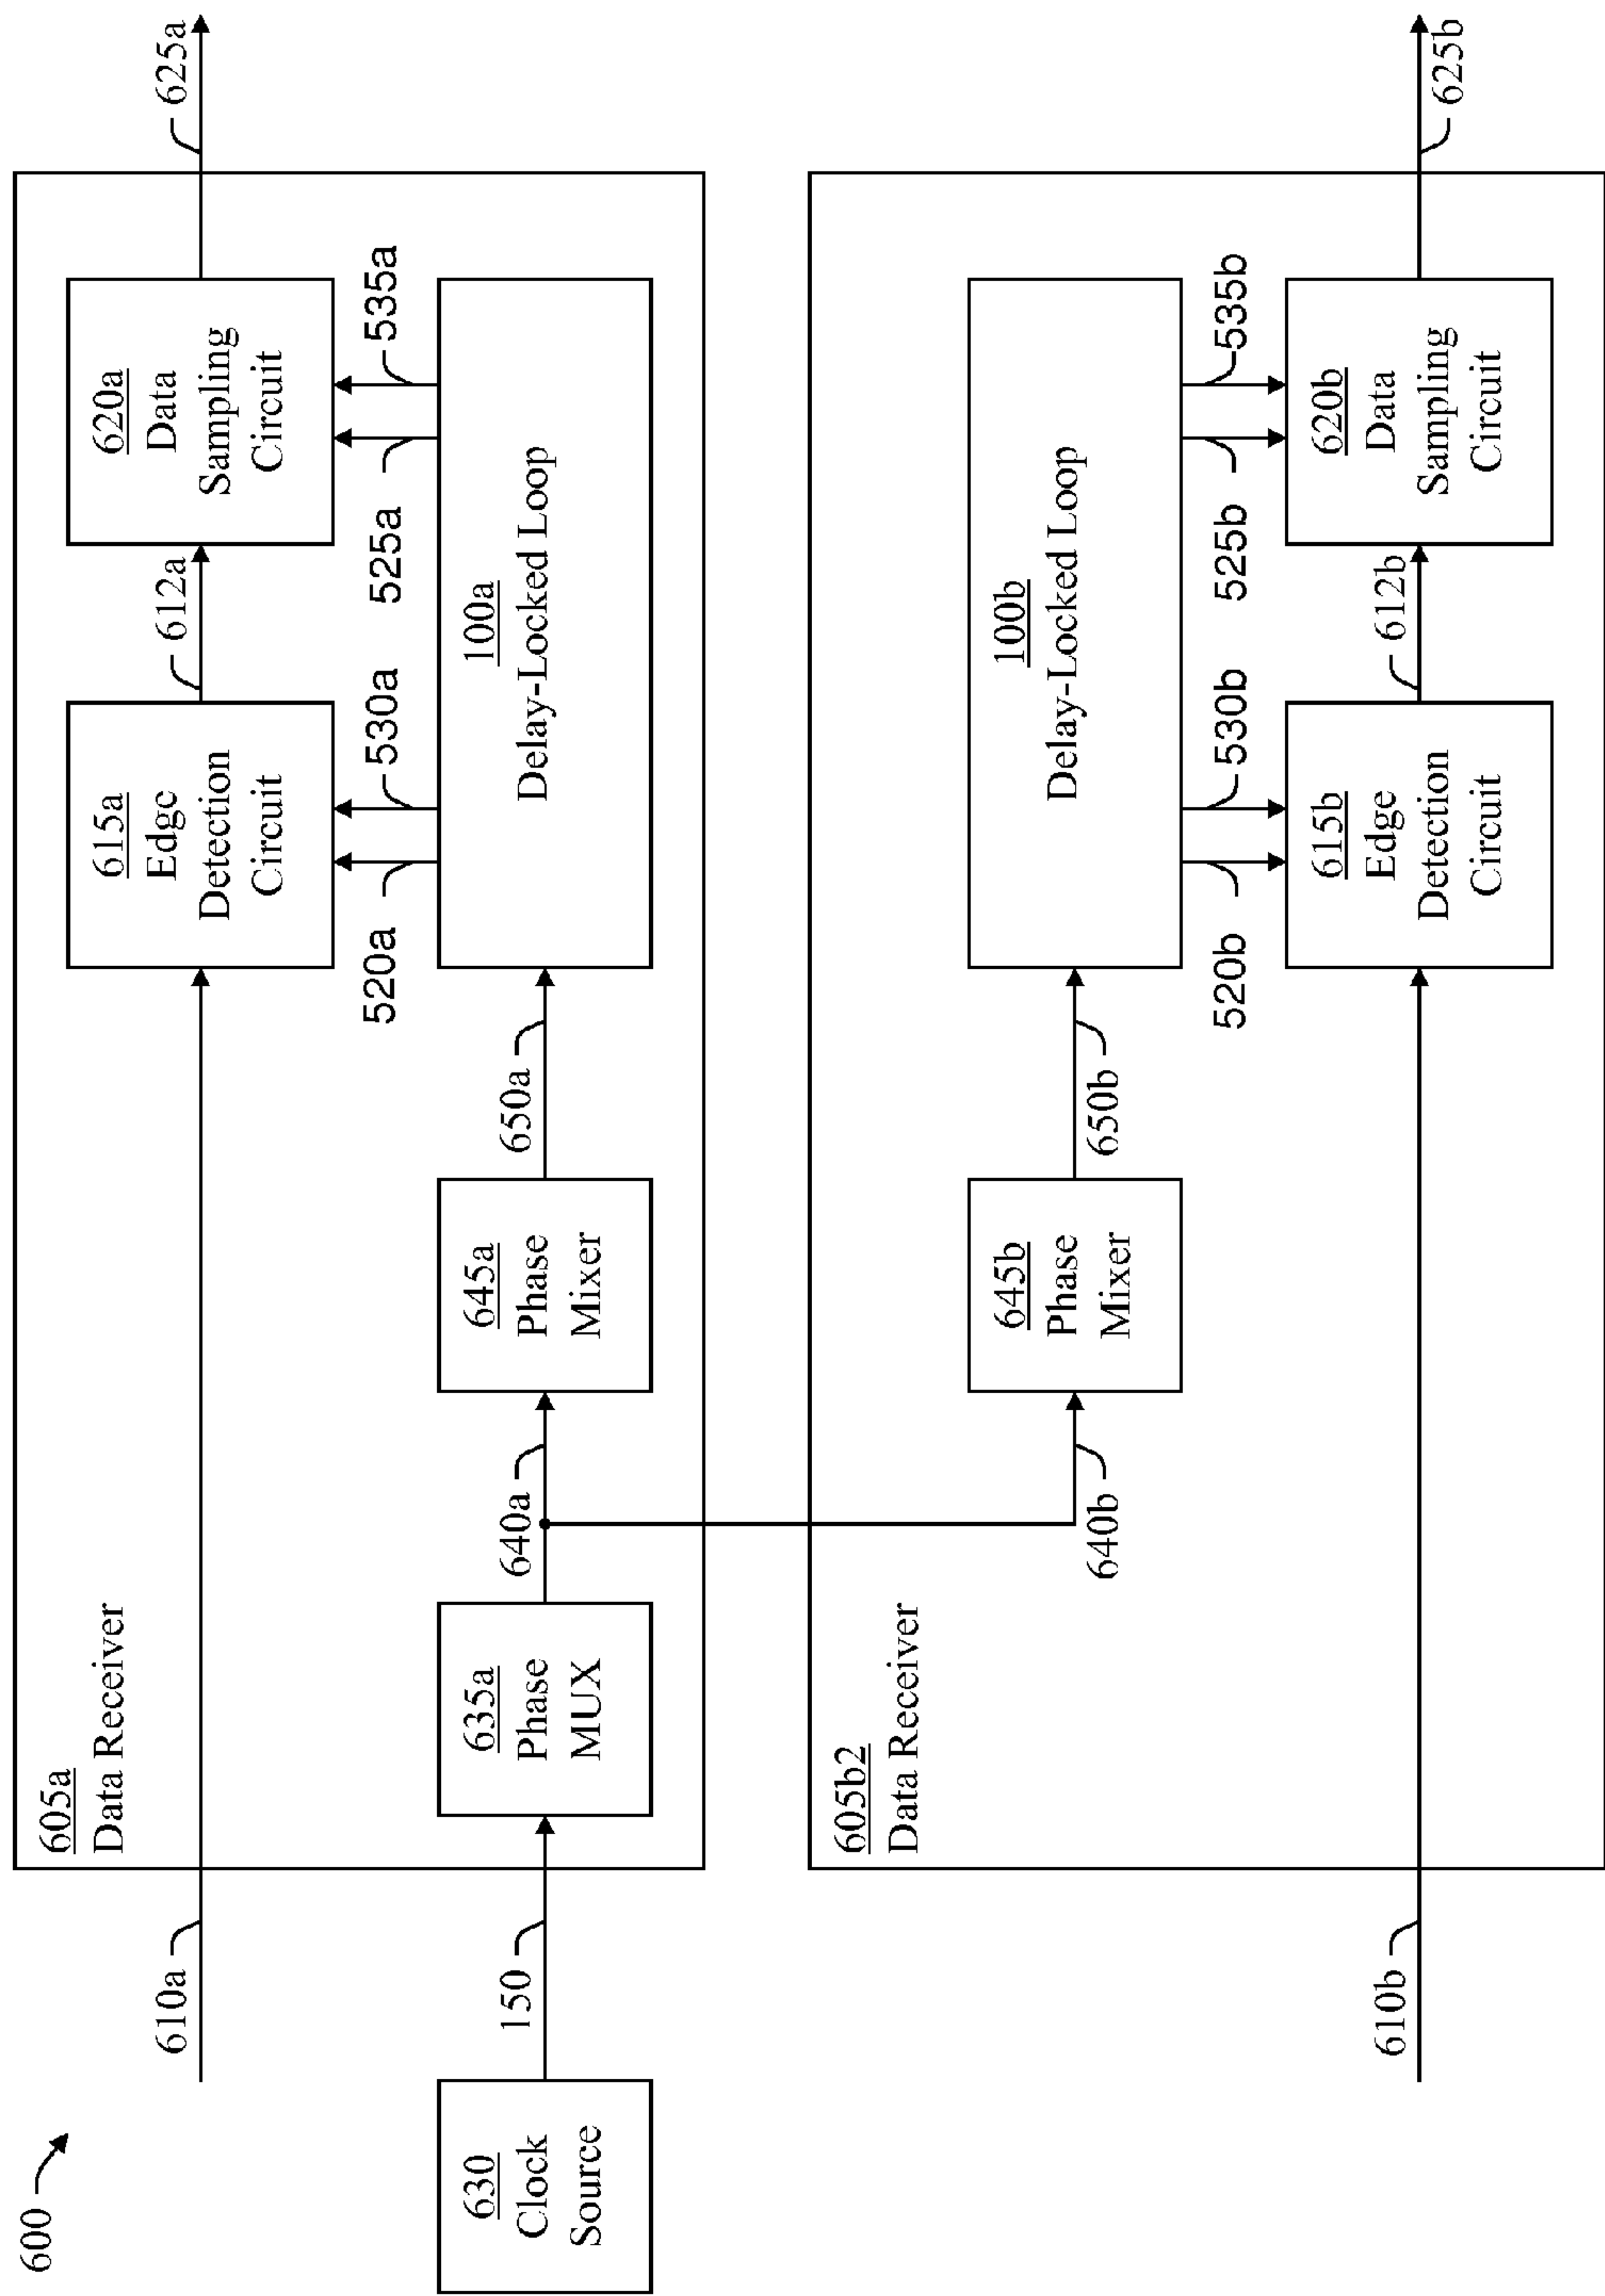 600
605a
Data Receiver
610a
615a
Edge
Detection
Circuit
612a
620a
Data
Sampling
Circuit
625a
520a
530a
525a
535a
630
Clock
Source
150
635a
Phase
MUX
640a
645a
Phase
Mixer
650a
100a
Delay-Locked Loop
605b2
Data Receiver
640b
645b
Phase
Mixer
650b
100b
Delay-Locked Loop
520b
530b
525b
535b
610b
615b
Edge
Detection
Circuit
612b
620b
Data
Sampling
Circuit
625b